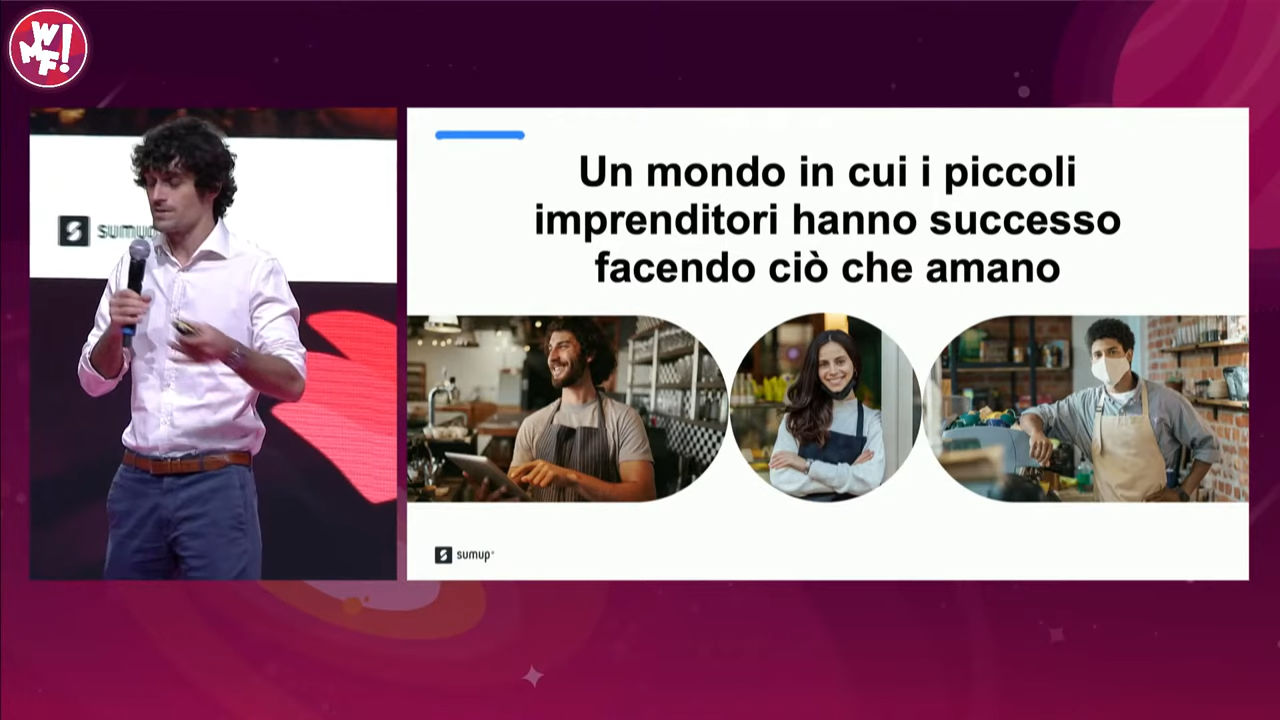 WMF!
sumup
Un mondo in cui i piccoli
imprenditori hanno successo
facendo ciò che amano
sumup®